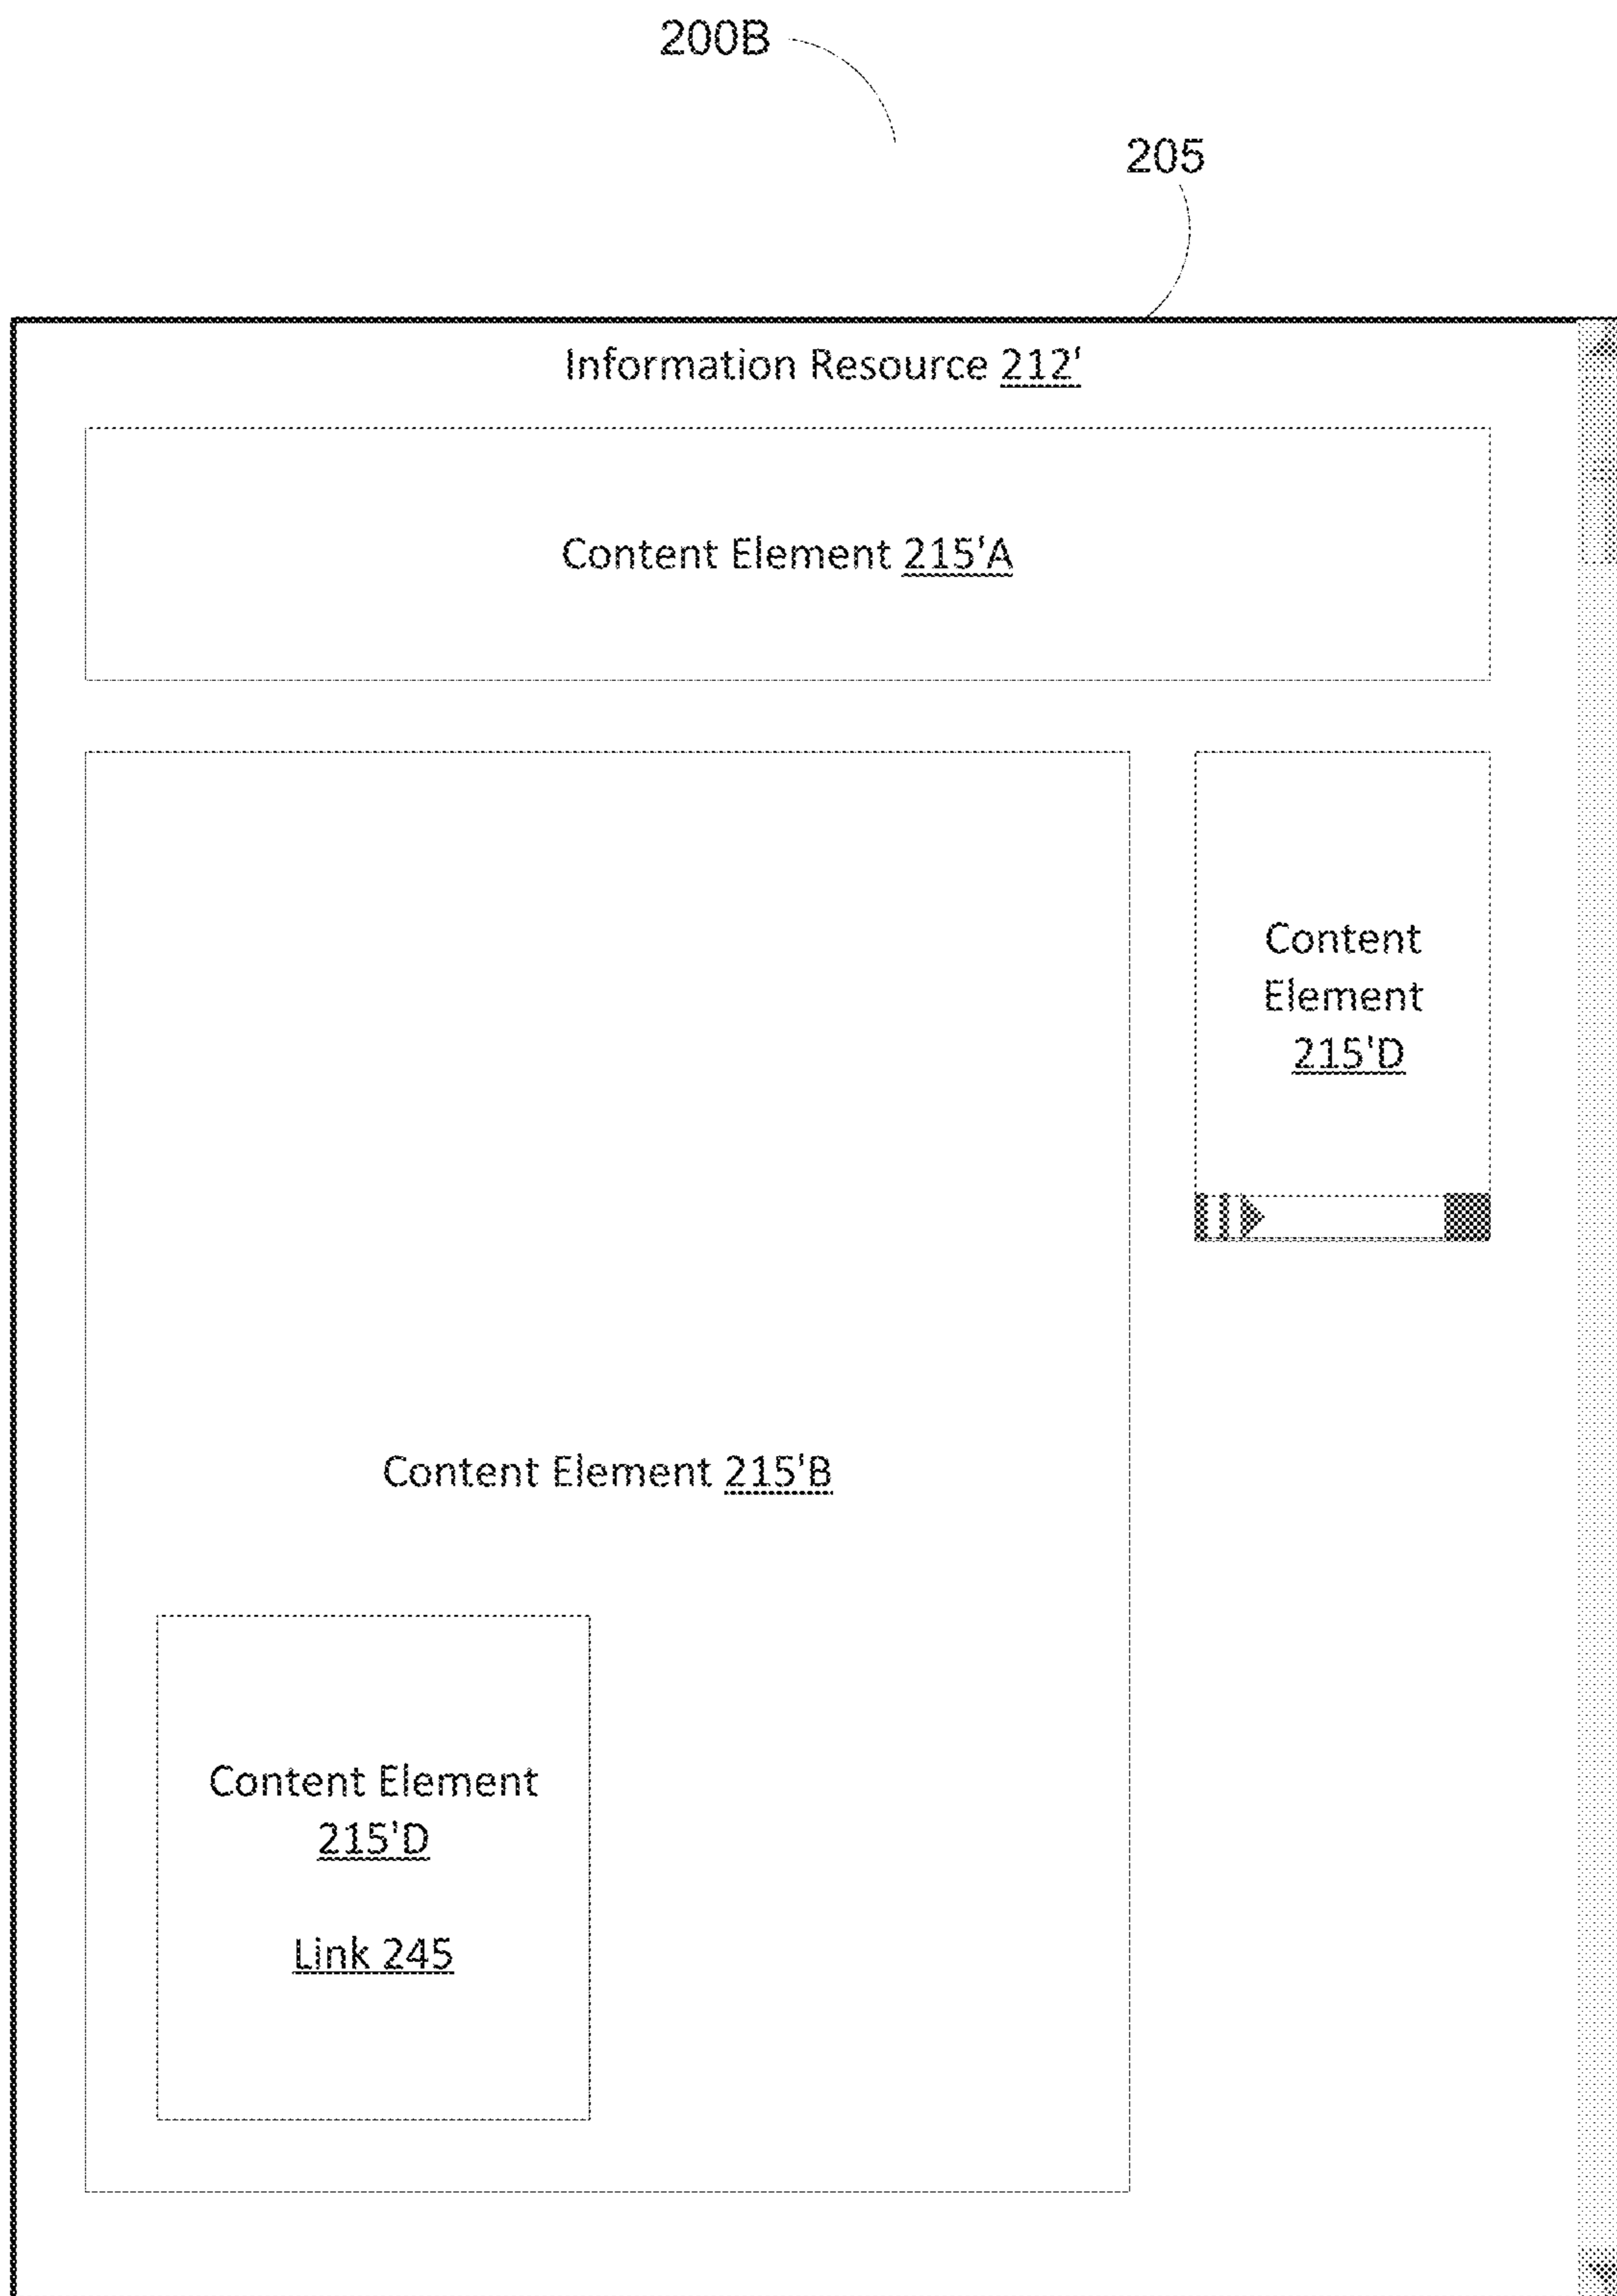 200B
205
Information Resource 212'
Content Element 215'A
Content
Element
215'D
Content Element 215'B
Content Element
215'D
Link 245